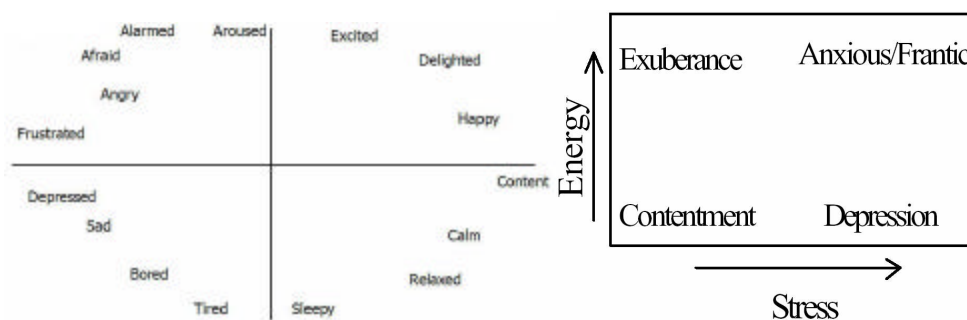 Alarmed Aroused Excited
Afraid Delighted
Angry
Happy
Frustrated
Content
Depressed
Sad
Calm
Bored
Relaxed
Tired Sleepy
Energy
Exuberance Anxious/Frantic
Contentment Depression
Stress